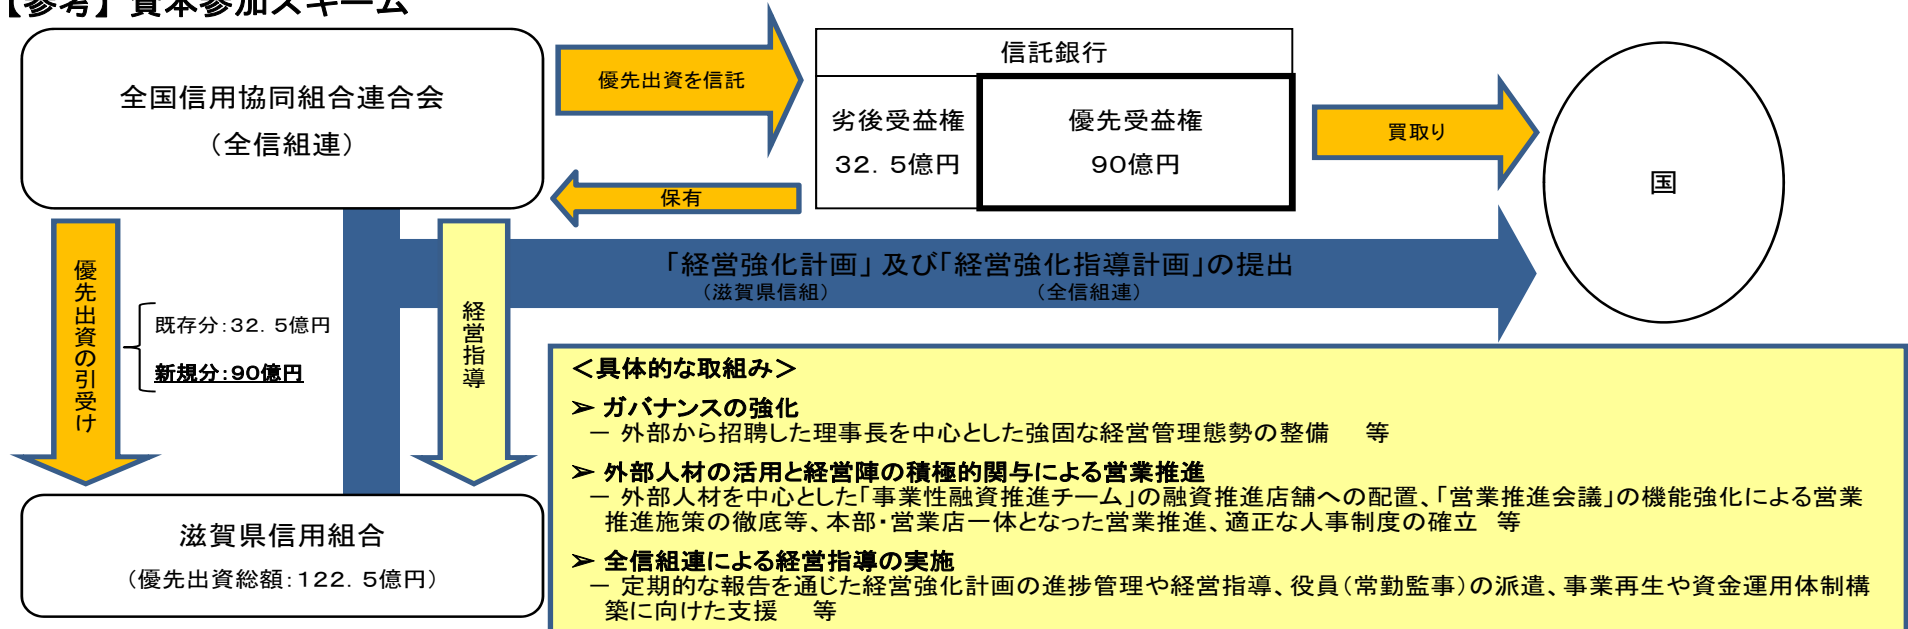 【参考】資本参加スキーム
全国信用協同組合連合会
（全信組連）
優先出資を信託
信託銀行
劣後受益権
32．5億円
優先受益権
90億円
買取り
国
保有
「経営強化計画」及び「経営強化指導計画」の提出
（滋賀県信組）
（全信組連）
優先出資の引受け
既存分：32．5億円
新規分：90億円
経営指導
滋賀県信用組合
（優先出資総額：122．5億円）
＜具体的な取組み＞
➢ ガバナンスの強化
－ 外部から招聘した理事長を中心とした強固な経営管理態勢の整備　等
➢ 外部人材の活用と経営陣の積極的関与による営業推進
－ 外部人材を中心とした「事業性融資推進チーム」の融資推進店舗への配置、「営業推進会議」の機能強化による営業
推進施策の徹底等、本部・営業店一体となった営業推進、適正な人事制度の確立　等
➢ 全信組連による経営指導の実施
－ 定期的な報告を通じた経営強化計画の進捗管理や経営指導、役員（常勤監事）の派遣、事業再生や資金運用体制構
築に向けた支援　等